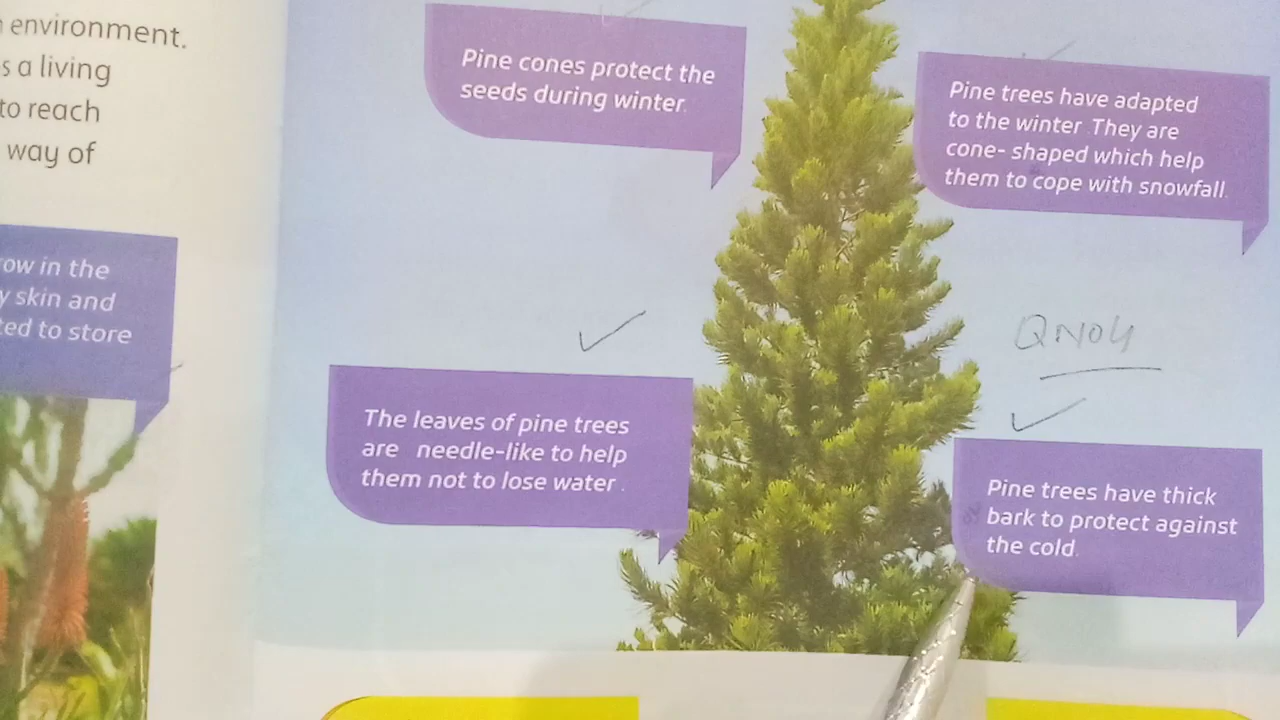 environment.
s a living
to reach
way of
ow in the
y skin and
ted to store
Pine cones protect the
seeds during winter.
Pine trees have adapted
to the winter. They are
cone- shaped which help
them to cope with snowfall.
The leaves of pine trees
are needle-like to help
them not to lose water .
QNO4
Pine trees have thick
bark to protect against
the cold.